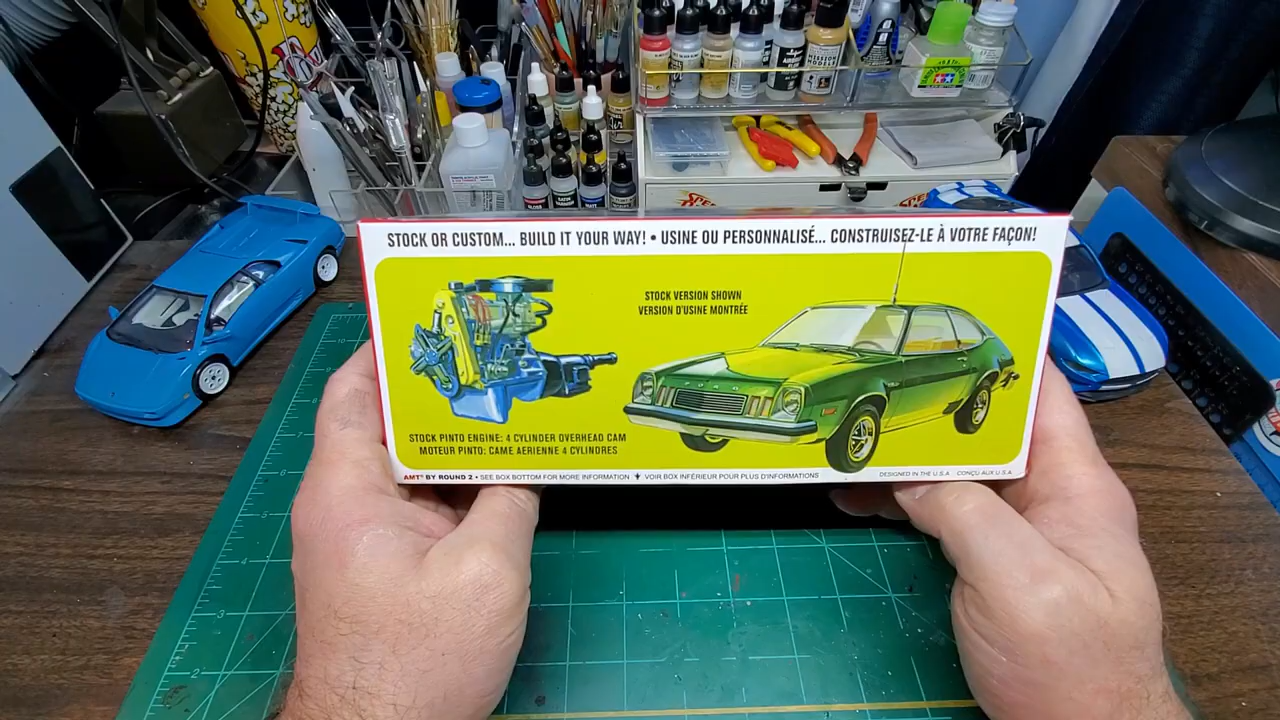 STOCK OR CUSTOM... BUILD IT YOUR WAY! • USINE OU PERSONNALISÉ... CONSTRUISEZ-LE À VOTRE FAÇON!
STOCK VERSION SHOWN
VERSION D'USINE MONTRÉE
STOCK PINTO ENGINE: 4 CYLINDER OVERHEAD CAM
MOTEUR PINTO: CAME AERIENNE 4 CYLINDRES
AMT® BY ROUND 2 • SEE BOX BOTTOM FOR MORE INFORMATION VOIR BOX INFÉRIEUR POUR PLUS D'INFORMATIONS
DESIGNED IN THE U.S.A. CONÇU AUX U.S.A.